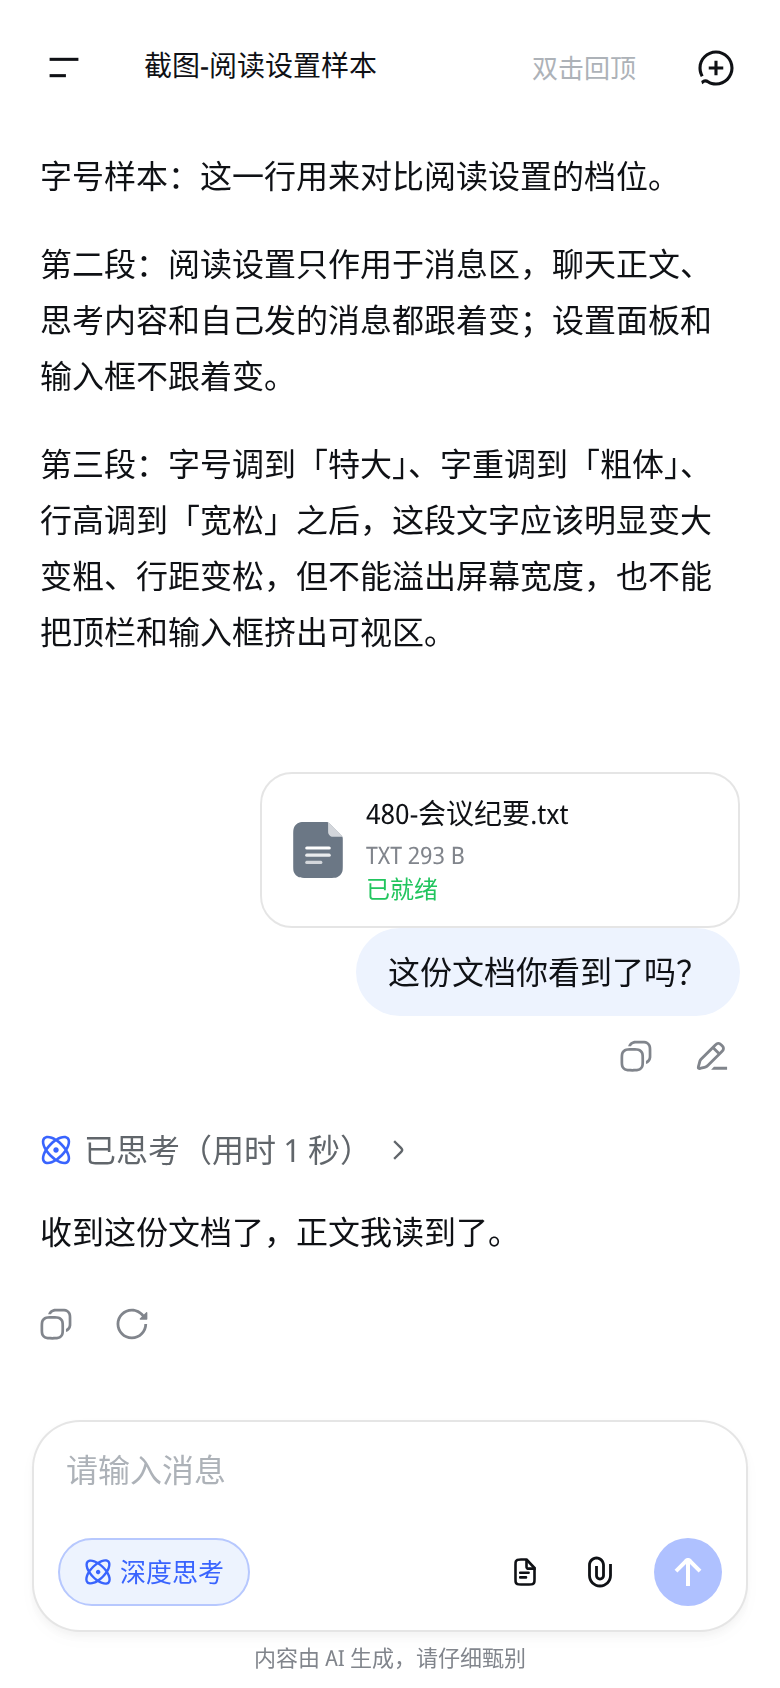 截图-阅读设置样本
双击回顶
字号样本：这一行用来对比阅读设置的档位。
第二段：阅读设置只作用于消息区，聊天正文、
思考内容和自己发的消息都跟着变；设置面板和
输入框不跟着变。
第三段：字号调到「特大」、字重调到「粗体」、
行高调到「宽松」之后，这段文字应该明显变大
变粗、行距变松，但不能溢出屏幕宽度，也不能
把顶栏和输入框挤出可视区。
480-会议纪要.txt
TXT 293 B
已就绪
这份文档你看到了吗？
已思考（用时 1 秒）
收到这份文档了，正文我读到了。
请输入消息
深度思考
内容由 AI 生成，请仔细甄别